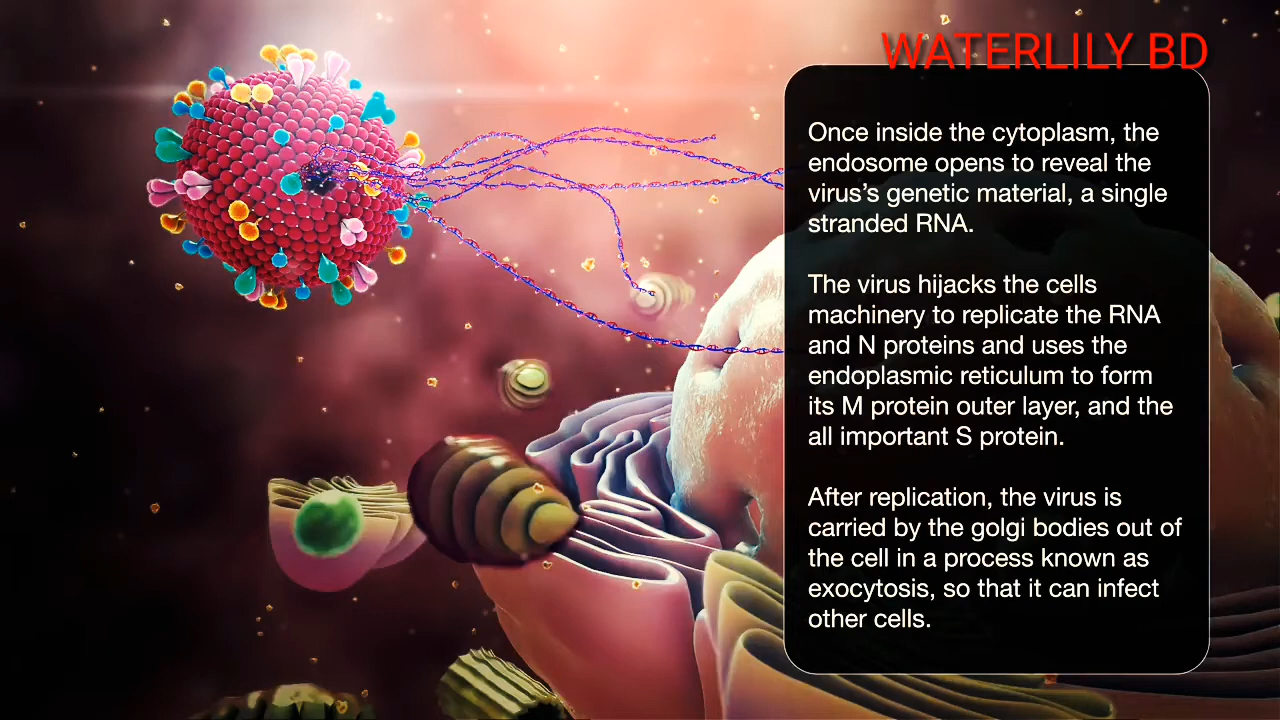 WATERLILY BD
Once inside the cytoplasm, the
endosome opens to reveal the
virus’s genetic material, a single
stranded RNA.
The virus hijacks the cells
machinery to replicate the RNA
and N proteins and uses the
endoplasmic reticulum to form
its M protein outer layer, and the
all important S protein.
After replication, the virus is
carried by the golgi bodies out of
the cell in a process known as
exocytosis, so that it can infect
other cells.